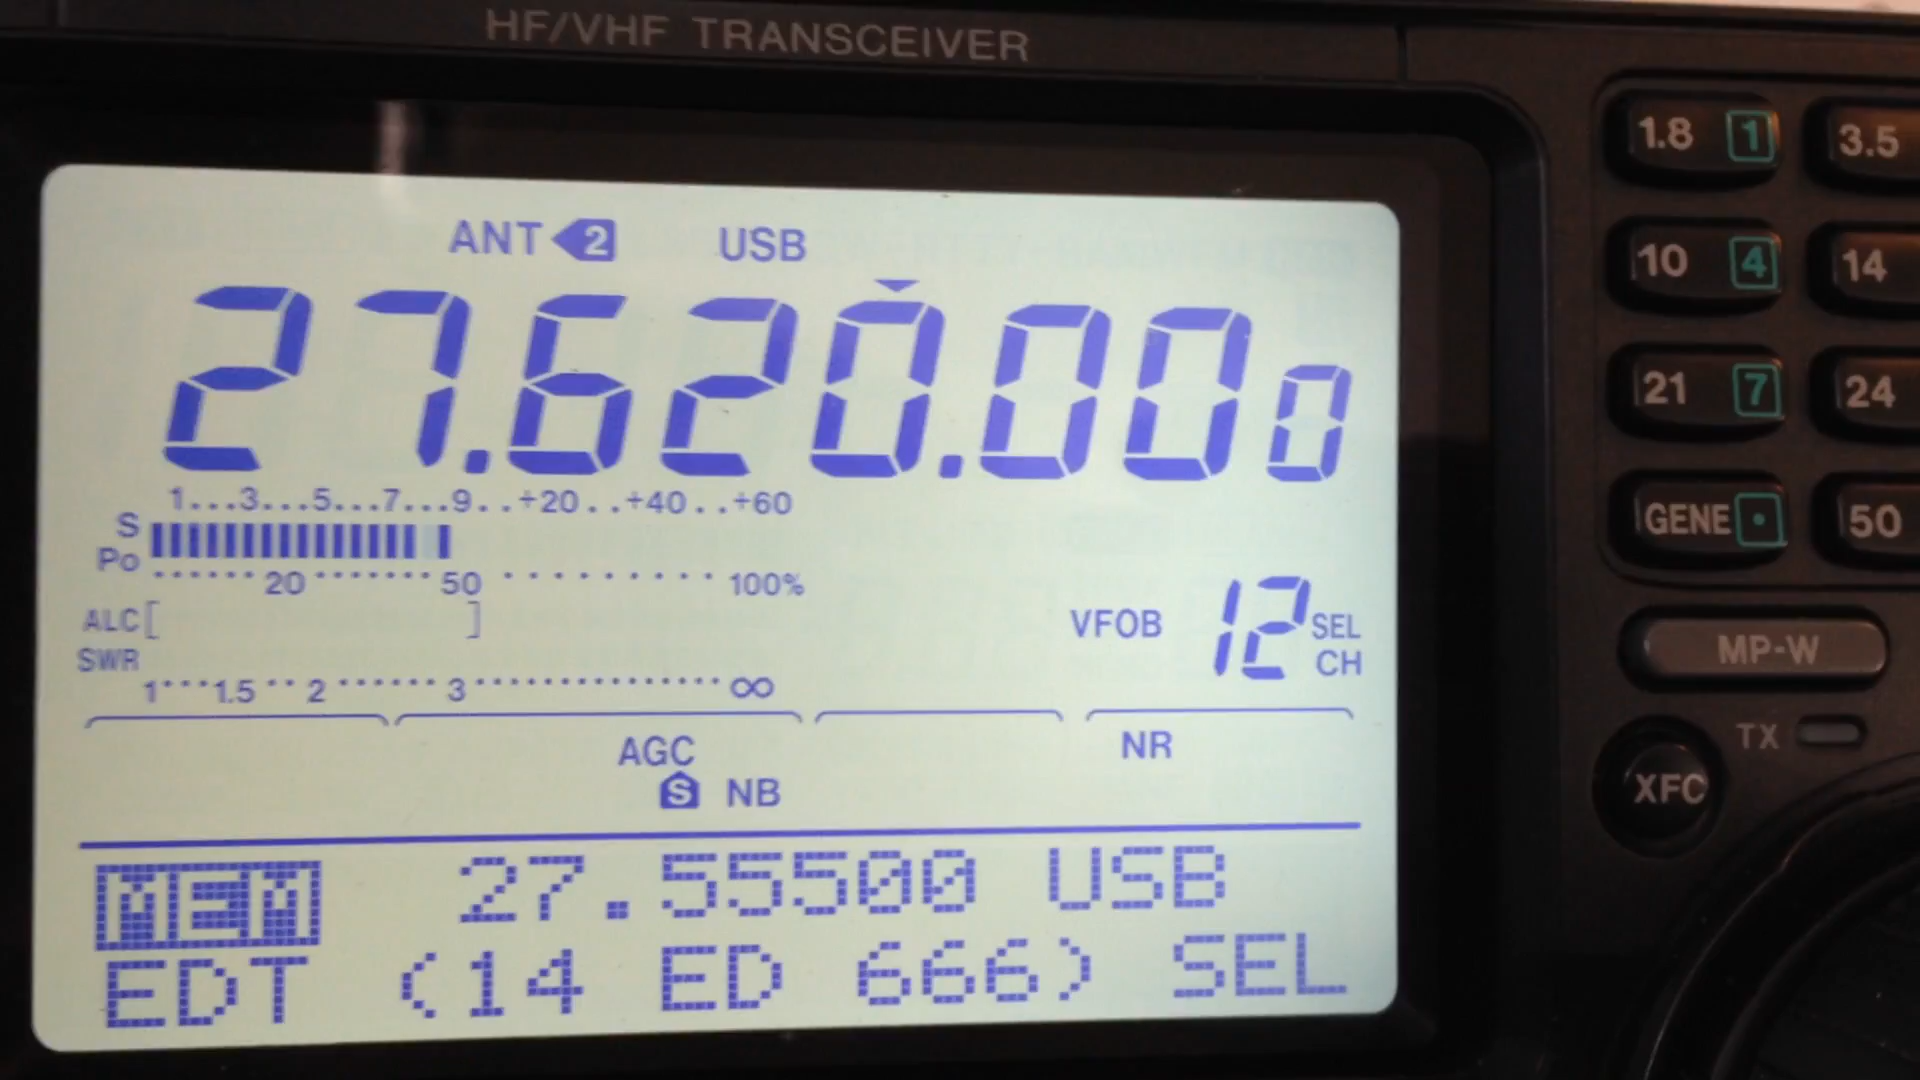 HF/VHF TRANSCEIVER
ANT 2 USB
27.620.000
1...3...5...7...9..+20..+40..+60
S
Po
20 50 100%
ALC[ ]
SWR
1 1.5 2 3 ∞
VFOB 12 SEL CH
AGC
S NB
NR
MEM 27.55500 USB
EDT (14 ED 666) SEL
1.8 1 3.5
10 4 14
21 7 24
GENE · 50
MP-W
TX
XFC